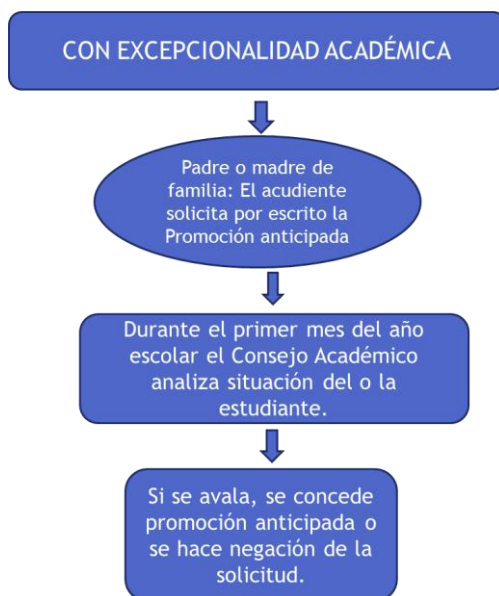 CON EXCEPCIONALIDAD ACADÉMICA
Padre o madre de
familia: El acudiente
solicita por escrito la
Promoción anticipada
Durante el primer mes del año
escolar el Consejo Académico
analiza situación del o la
estudiante.
Si se avala, se concede
promoción anticipada o
se hace negación de la
solicitud.